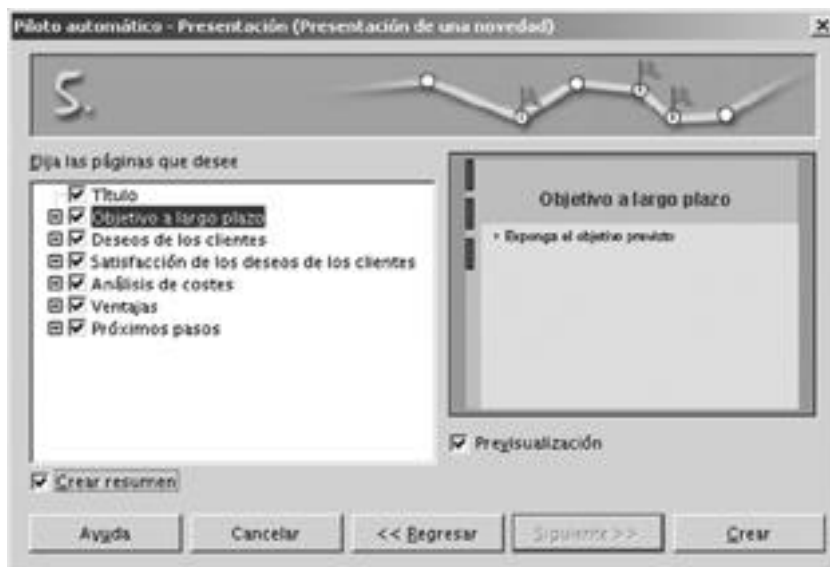 Piloto automático - Presentación (Presentación de una novedad)
S.
Dija las páginas que desee
Título
Objetivo a largo plazo
Deseos de los clientes
Satisfacción de los deseos de los clientes
Análisis de costes
Ventajas
Próximos pasos
Crear resumen
Objetivo a largo plazo
• Exponga el objetivo previsto
Previsualización
Ayuda
Cancelar
<< Regresar
Siguiente >>
Crear